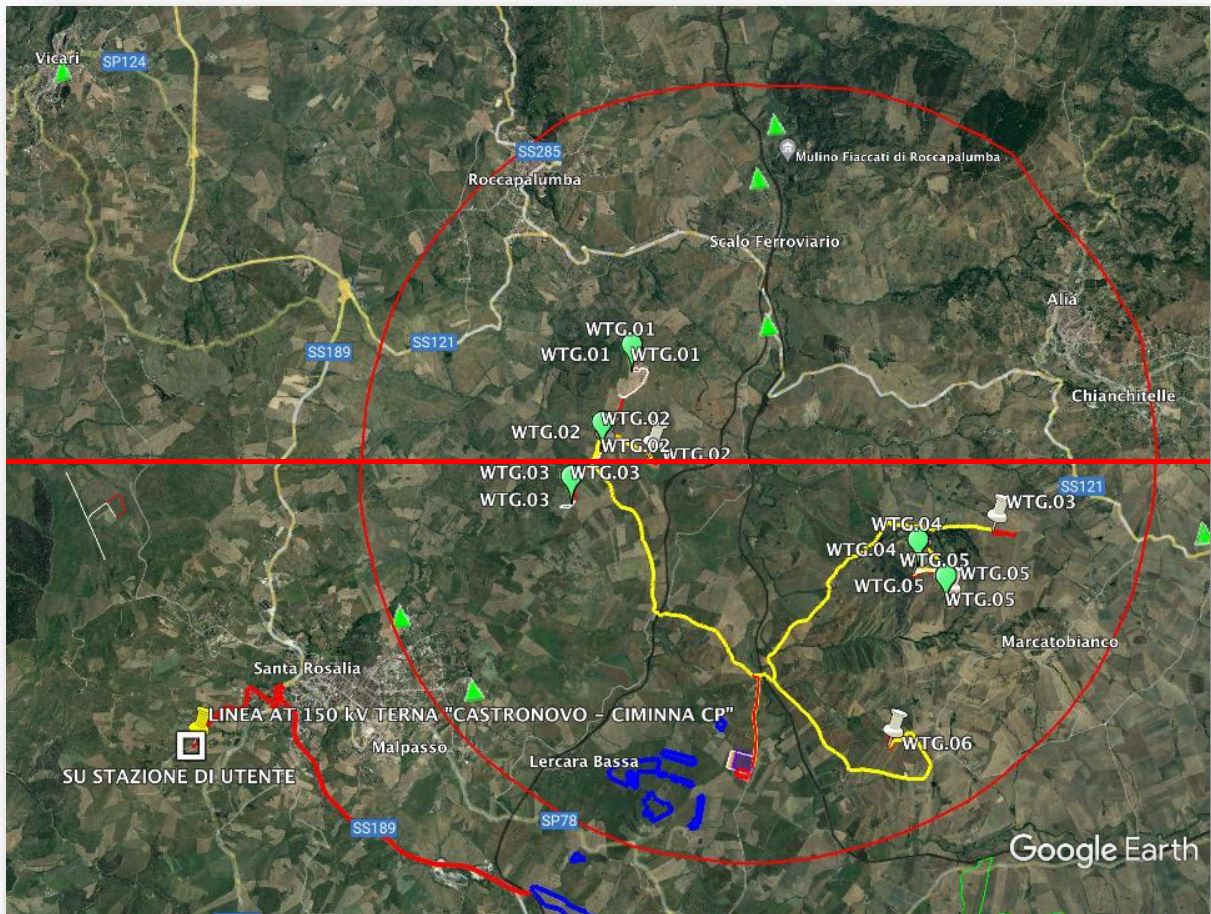 Vicari
SP124
SS285
Mulino Fiaccati di Roccapalumba
Roccapalumba
Scalo Ferroviario
Alia
WTG.01
SS121
SS189
WTG.01
WTG.01
Chianchitelle
WTG.02
WTG.02
WTG.02
WTG.02
WTG.03
WTG.03
SS121
WTG.03
WTG.03
WTG.04
WTG.04
WTG.05
WTG.05
WTG.05
WTG.05
Marcatobianco
Santa Rosalia
LINEA AT 150 kV TERNA "CASTRONOVO - CIMINNA CP"
Malpasso
WTG.06
Lercara Bassa
SU STAZIONE DI UTENTE
SP78
SS189
Google Earth